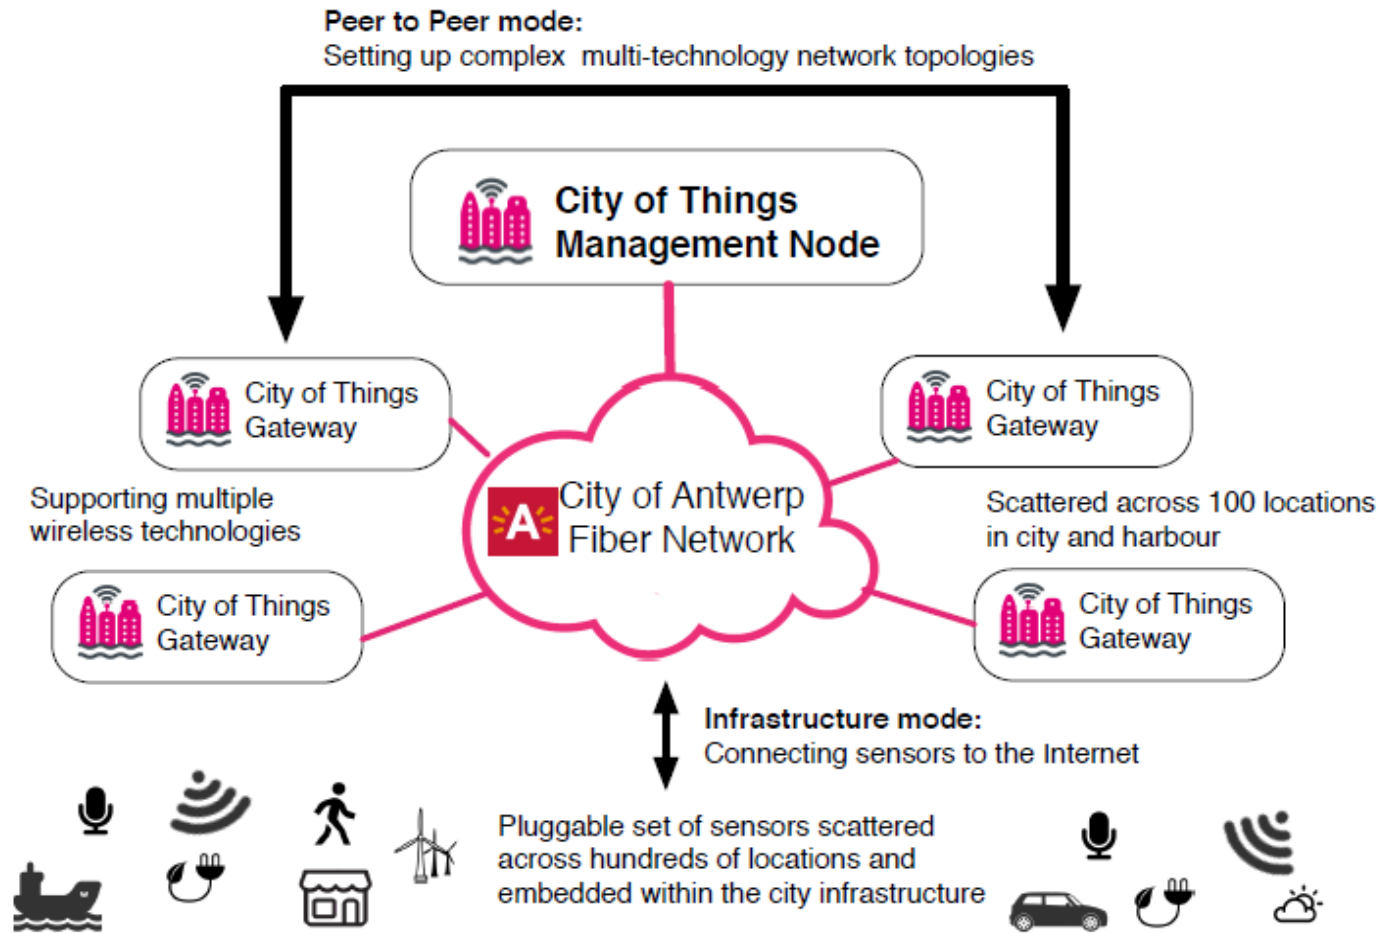 Peer to Peer mode:
Setting up complex multi-technology network topologies
City of Things
Management Node
City of Things
Gateway
City of Things
Gateway
Supporting multiple
wireless technologies
A
City of Antwerp
Fiber Network
Scattered across 100 locations
in city and harbour
City of Things
Gateway
City of Things
Gateway
Infrastructure mode:
Connecting sensors to the Internet
Pluggable set of sensors scattered
across hundreds of locations and
embedded within the city infrastructure